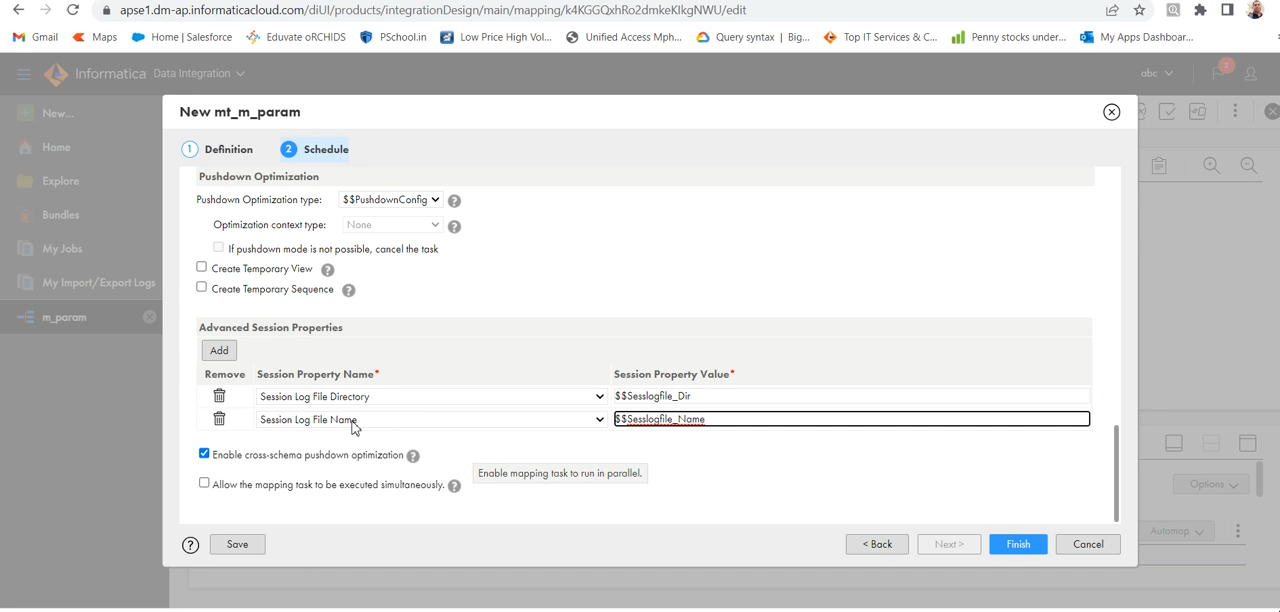 apse1.dm-ap.informaticacloud.com/diUI/products/integrationDesign/main/mapping/k4KGGQxhRo2dmkeKIkgNWU/edit
Gmail Maps Home | Salesforce Eduvate oRCHIDS PSchool.in Low Price High Vol... Unified Access Mph... Query syntax | Big... Top IT Services & C... Penny stocks under... My Apps Dashboar...
Informatica Data Integration abc 2
New...
Home
Explore
Bundles
My Jobs
My Import/Export Logs
m_param
New mt_m_param
1 Definition 2 Schedule
Pushdown Optimization
Pushdown Optimization type: $$PushdownConfig ?
Optimization context type: None ?
If pushdown mode is not possible, cancel the task
Create Temporary View ?
Create Temporary Sequence ?
Advanced Session Properties
Add
Remove Session Property Name* Session Property Value*
Session Log File Directory $$Sesslogfile_Dir
Session Log File Name $$Sesslogfile_Name
Enable cross-schema pushdown optimization ?
Enable mapping task to run in parallel.
Allow the mapping task to be executed simultaneously. ?
Options
Automap
? Save < Back Next > Finish Cancel